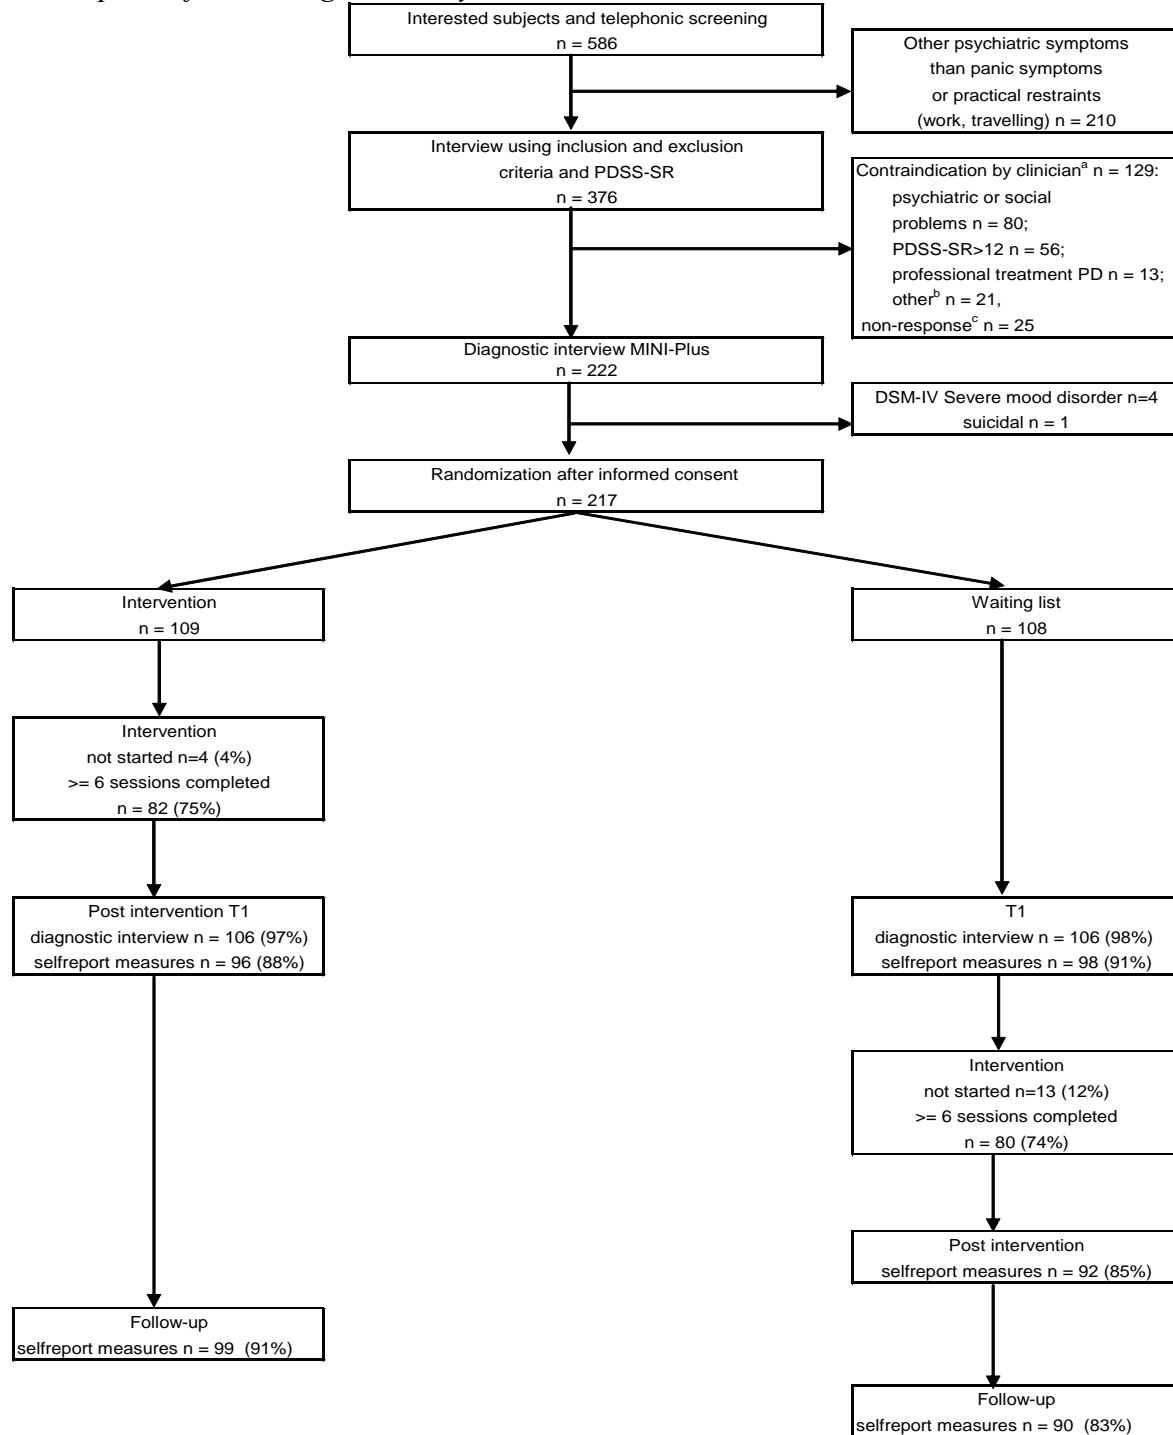 Interested subjects and telephonic screening
n = 586
Other psychiatric symptoms
than panic symptoms
or practical restraints
(work, travelling) n = 210
Interview using inclusion and exclusion
criteria and PDSS-SR
n = 376
Contraindication by clinicianᵃ n = 129:
psychiatric or social
problems n = 80;
PDSS-SR>12 n = 56;
professional treatment PD n = 13;
otherᵇ n = 21,
non-responseᶜ n = 25
Diagnostic interview MINI-Plus
n = 222
DSM-IV Severe mood disorder n=4
suicidal n = 1
Randomization after informed consent
n = 217
Intervention
n = 109
Waiting list
n = 108
Intervention
not started n=4 (4%)
>= 6 sessions completed
n = 82 (75%)
Post intervention T1
diagnostic interview n = 106 (97%)
selfreport measures n = 96 (88%)
T1
diagnostic interview n = 106 (98%)
selfreport measures n = 98 (91%)
Intervention
not started n=13 (12%)
>= 6 sessions completed
n = 80 (74%)
Post intervention
selfreport measures n = 92 (85%)
Follow-up
selfreport measures n = 99 (91%)
Follow-up
selfreport measures n = 90 (83%)